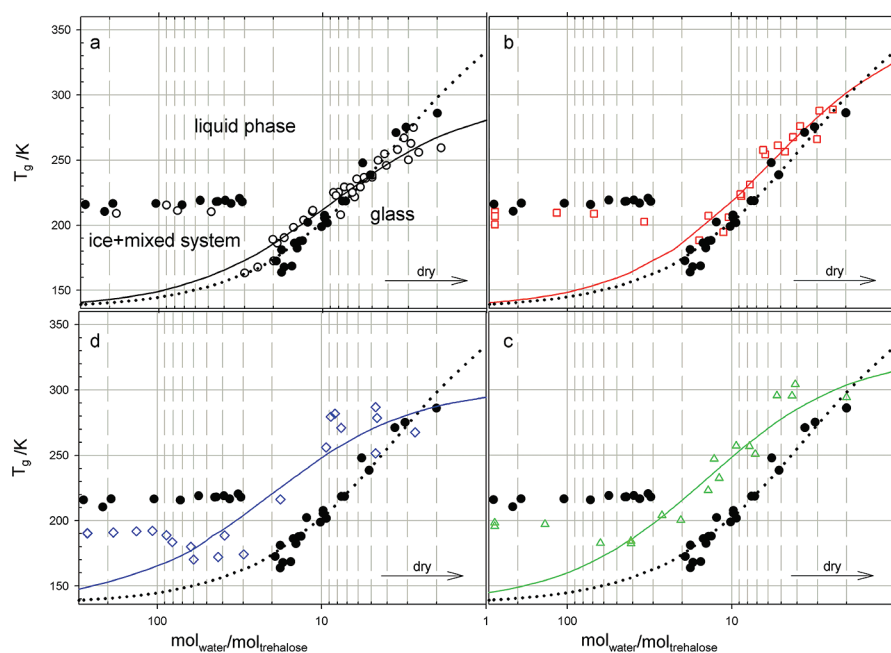 360
350
300
250
200
150
T_g /K
a
liquid phase
ice+mixed system
glass
dry
b
dry
350
300
250
200
150
T_g /K
d
dry
c
dry
100
10
1
100
10
mol_water/mol_trehalose
mol_water/mol_trehalose